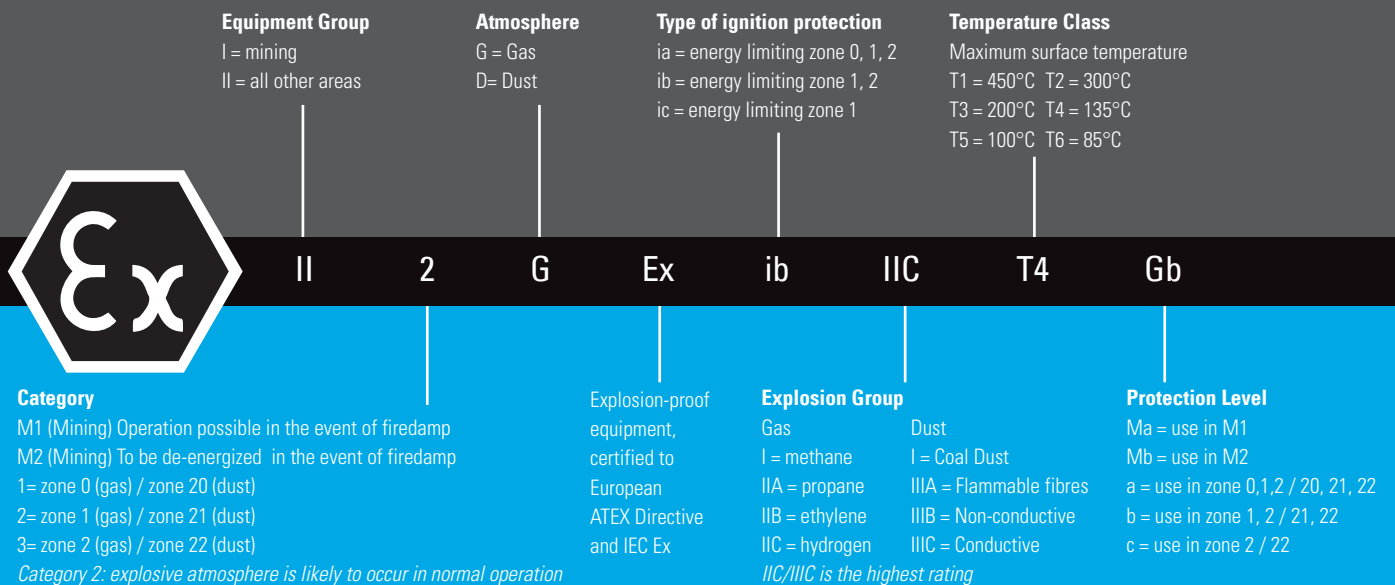 Equipment Group
I = mining
II = all other areas
Atmosphere
G = Gas
D= Dust
Type of ignition protection
ia = energy limiting zone 0, 1, 2
ib = energy limiting zone 1, 2
ic = energy limiting zone 1
Temperature Class
Maximum surface temperature
T1 = 450°C T2 = 300°C
T3 = 200°C T4 = 135°C
T5 = 100°C T6 = 85°C
Ex II 2 G Ex ib IIC T4 Gb
Category
M1 (Mining) Operation possible in the event of firedamp
M2 (Mining) To be de-energized in the event of firedamp
1= zone 0 (gas) / zone 20 (dust)
2= zone 1 (gas) / zone 21 (dust)
3= zone 2 (gas) / zone 22 (dust)
Category 2: explosive atmosphere is likely to occur in normal operation
Explosion-proof
equipment,
certified to
European
ATEX Directive
and IEC Ex
Explosion Group
Gas Dust
I = methane I = Coal Dust
IIA = propane IIIA = Flammable fibres
IIB = ethylene IIIB = Non-conductive
IIC = hydrogen IIIC = Conductive
IIC/IIIC is the highest rating
Protection Level
Ma = use in M1
Mb = use in M2
a = use in zone 0,1,2 / 20, 21, 22
b = use in zone 1, 2 / 21, 22
c = use in zone 2 / 22